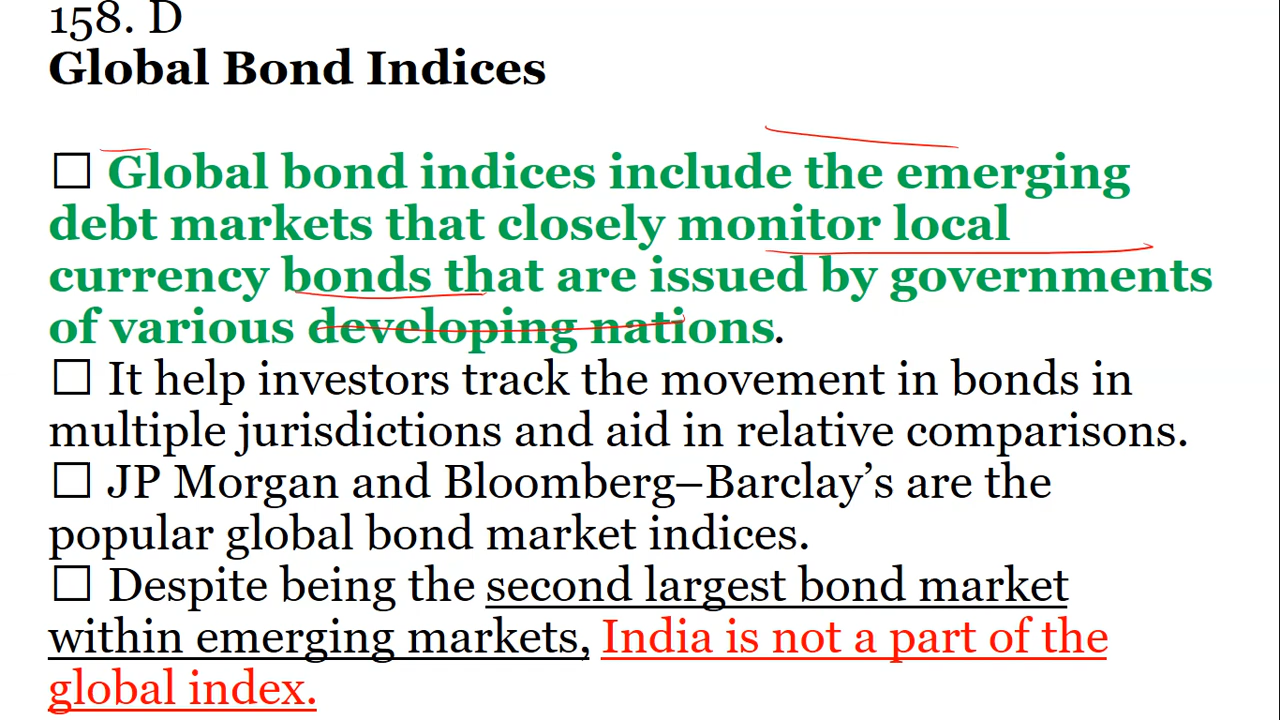 158. D
Global Bond Indices
☐ Global bond indices include the emerging
debt markets that closely monitor local
currency bonds that are issued by governments
of various developing nations.
☐ It help investors track the movement in bonds in
multiple jurisdictions and aid in relative comparisons.
☐ JP Morgan and Bloomberg–Barclay’s are the
popular global bond market indices.
☐ Despite being the second largest bond market
within emerging markets, India is not a part of the
global index.